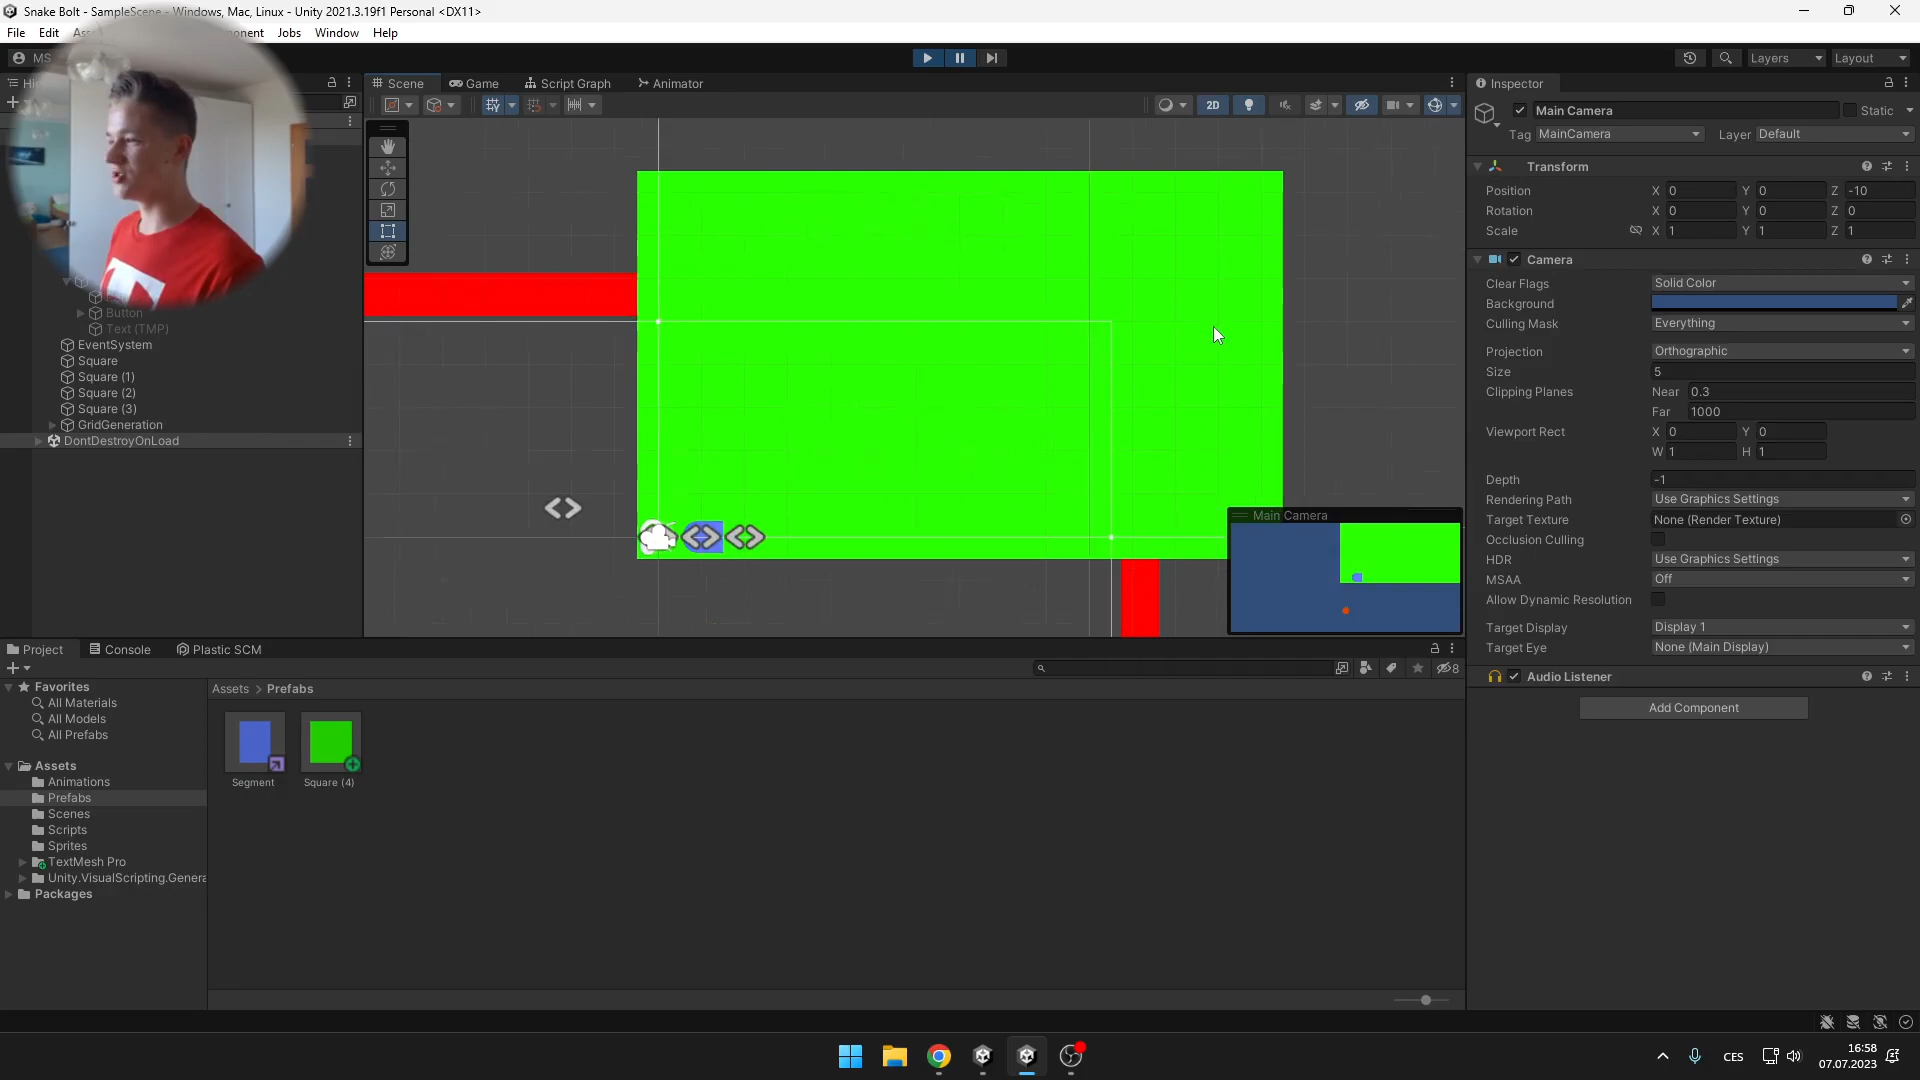 Snake Bolt - SampleScene - Windows, Mac, Linux - Unity 2021.3.19f1 Personal <DX11>
File Edit Jobs Window Help
MS
Layers Layout
Scene Game Script Graph Animator
2D
Button
Text (TMP)
EventSystem
Square
Square (1)
Square (2)
Square (3)
GridGeneration
DontDestroyOnLoad
Main Camera
Inspector
Main Camera Static
Tag MainCamera Layer Default
Transform
Position X 0 Y 0 Z -10
Rotation X 0 Y 0 Z 0
Scale X 1 Y 1 Z 1
Camera
Clear Flags Solid Color
Background
Culling Mask Everything
Projection Orthographic
Size 5
Clipping Planes Near 0.3
Far 1000
Viewport Rect X 0 Y 0
W 1 H 1
Depth -1
Rendering Path Use Graphics Settings
Target Texture None (Render Texture)
Occlusion Culling
HDR Use Graphics Settings
MSAA Off
Allow Dynamic Resolution
Target Display Display 1
Target Eye None (Main Display)
Audio Listener
Add Component
Project Console Plastic SCM
8
Favorites
All Materials
All Models
All Prefabs
Assets
Animations
Prefabs
Scenes
Scripts
Sprites
TextMesh Pro
Unity.VisualScripting.Genera
Packages
Assets > Prefabs
Segment Square (4)
CES
16:58
07.07.2023